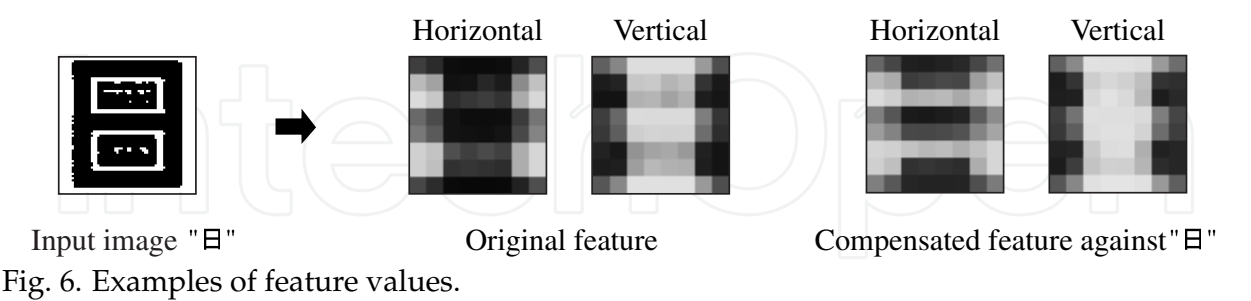 Horizontal Vertical Horizontal Vertical
Input image "日" Original feature Compensated feature against"日"
Fig. 6. Examples of feature values.
InTechOpen